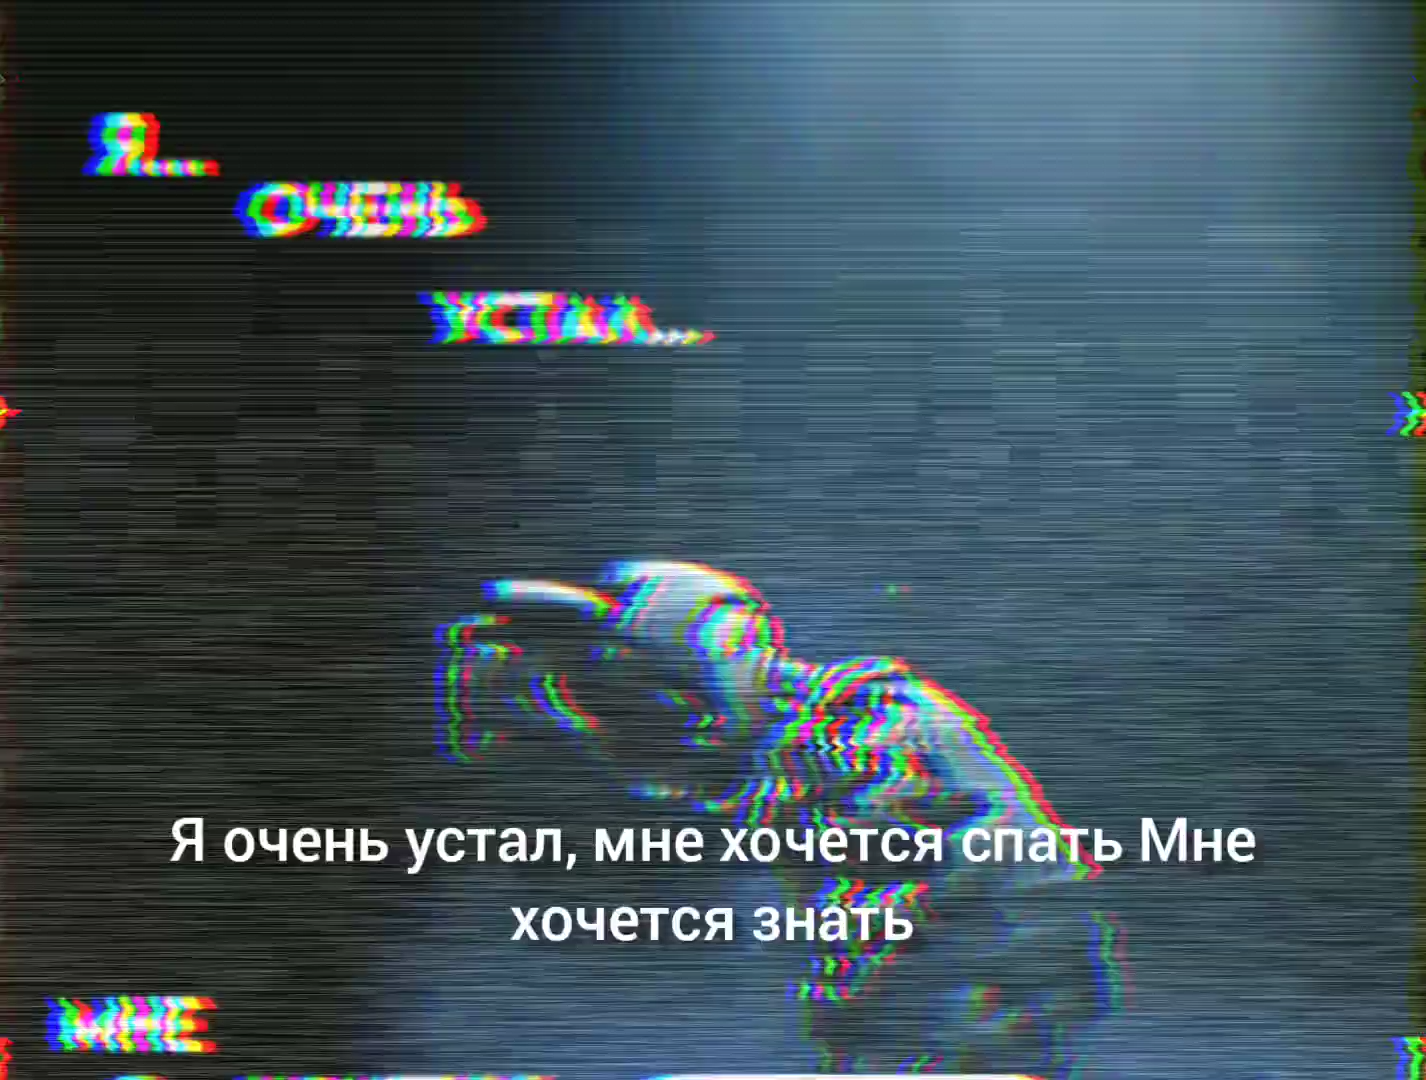 Я...
ОЧЕНЬ
УСТАЛ...
Я очень устал, мне хочется спать Мне
хочется знать
МНЕ